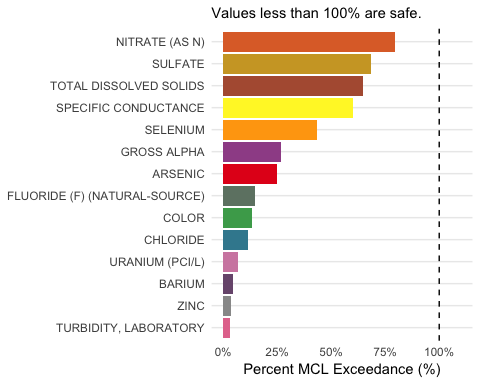 Values less than 100% are safe.
NITRATE (AS N)
SULFATE
TOTAL DISSOLVED SOLIDS
SPECIFIC CONDUCTANCE
SELENIUM
GROSS ALPHA
ARSENIC
FLUORIDE (F) (NATURAL-SOURCE)
COLOR
CHLORIDE
URANIUM (PCI/L)
BARIUM
ZINC
TURBIDITY, LABORATORY
0% 25% 50% 75% 100%
Percent MCL Exceedance (%)